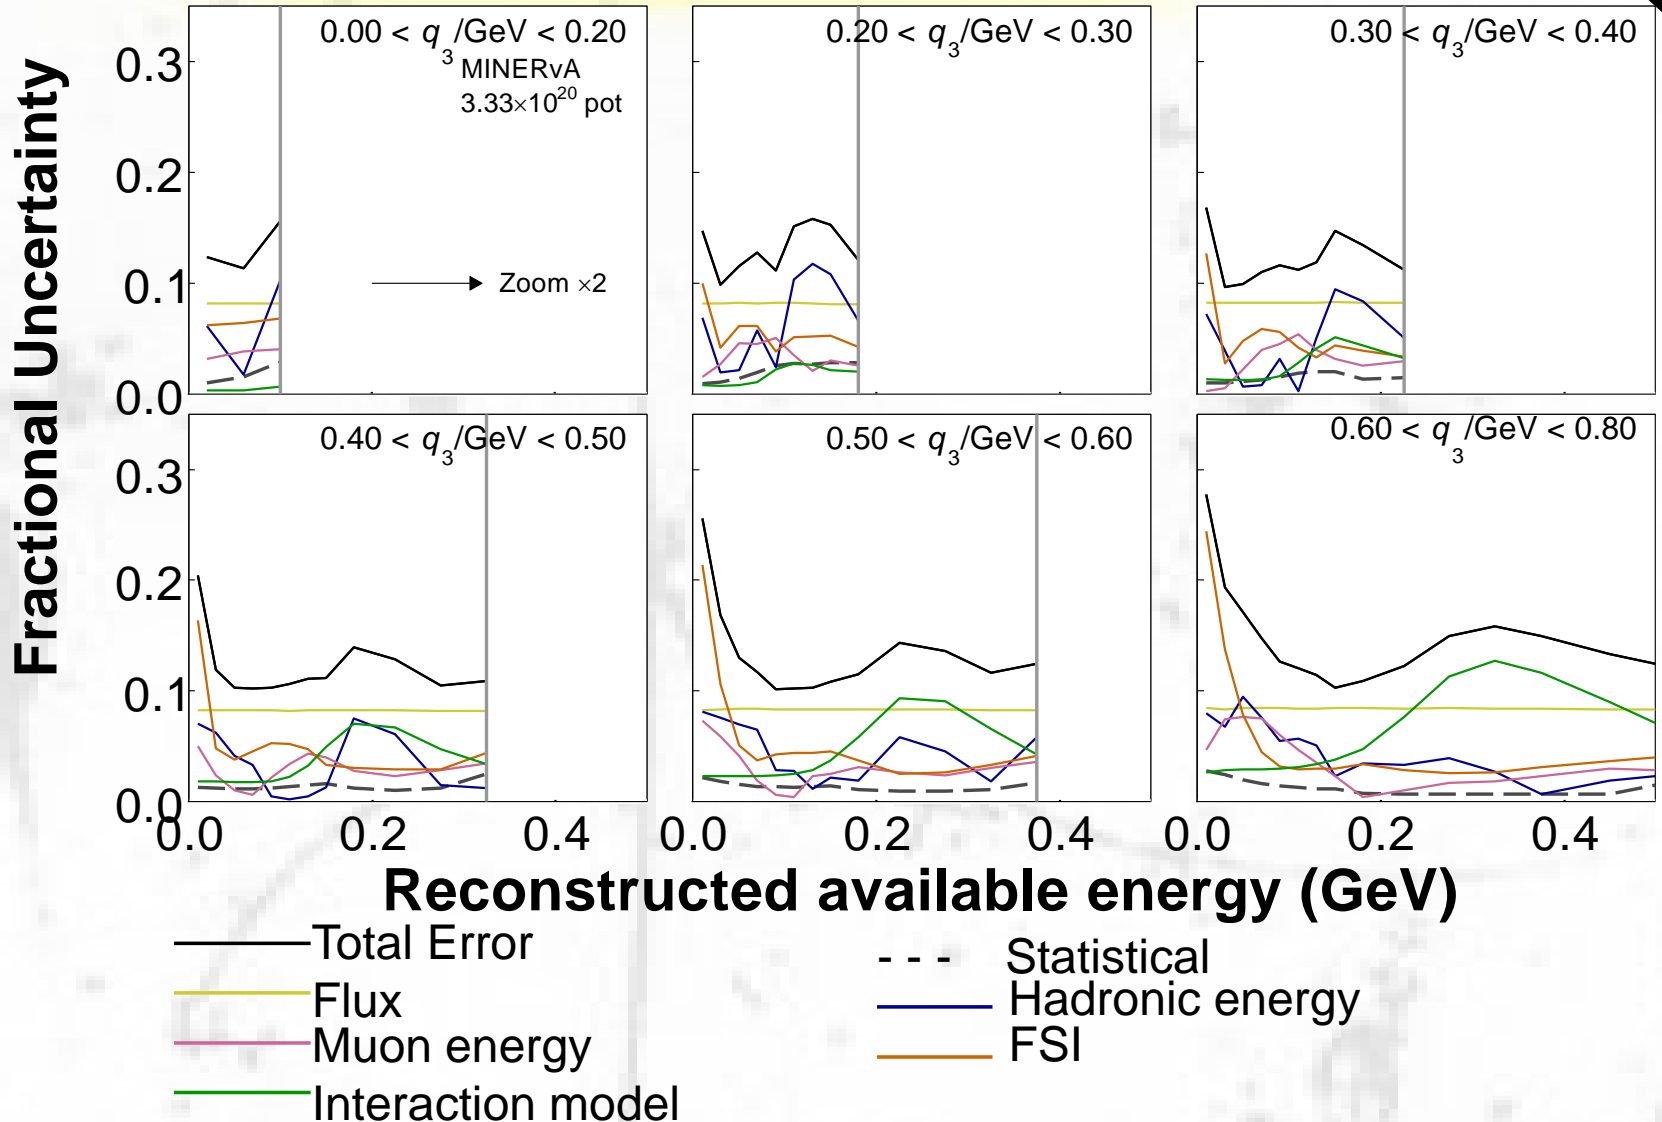 Fractional Uncertainty
0.00 < q3/GeV < 0.20
MINERvA
3.33×10^20 pot
Zoom ×2
0.20 < q3/GeV < 0.30
0.30 < q3/GeV < 0.40
0.3
0.2
0.1
0.0
0.40 < q3/GeV < 0.50
0.50 < q3/GeV < 0.60
0.60 < q3/GeV < 0.80
0.3
0.2
0.1
0.0
0.0 0.2 0.4
0.0 0.2 0.4
0.0 0.2 0.4
Reconstructed available energy (GeV)
Total Error
Flux
Muon energy
Interaction model
Statistical
Hadronic energy
FSI